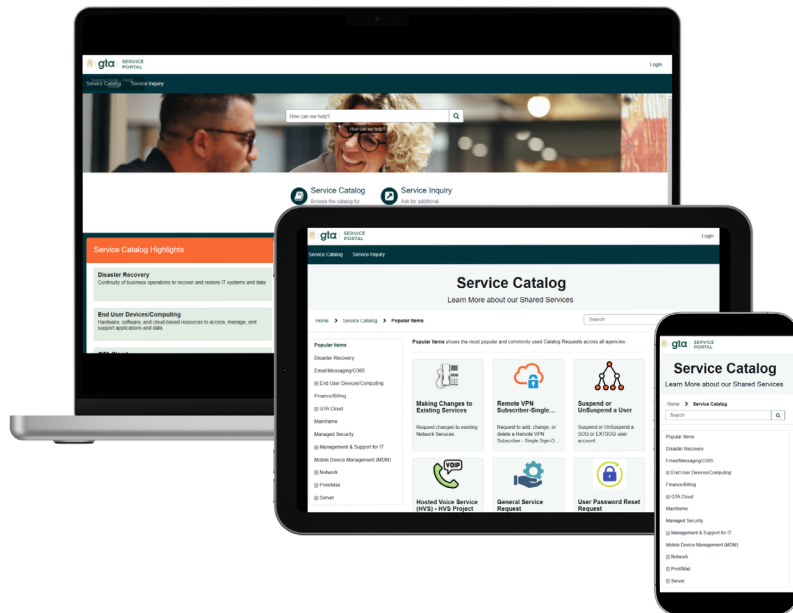 gta SERVICE
PORTAL
Login
Service Catalog Service Inquiry
How can we help?
How can we help?
Service Catalog
Browse the catalog for
Service Inquiry
Ask for additional
Service Catalog Highlights
Disaster Recovery
Continuity of business operations to recover and restore IT systems and data
End User Devices/Computing
Hardware, software, and cloud-based resources to access, manage, and
support applications and data
gta SERVICE
PORTAL
Login
Service Catalog Service Inquiry
Service Catalog
Learn More about our Shared Services
Home > Service Catalog > Popular Items
Search
Popular Items
Disaster Recovery
Email/Messaging/O365
End User Devices/Computing
Finance/Billing
GTA Cloud
Mainframe
Managed Security
Management & Support for IT
Mobile Device Management (MDM)
Network
Print/Mail
Server
Popular Items shows the most popular and commonly used Catalog Requests across all agencies.
Making Changes to
Existing Services
Request changes to existing
Network Services
Remote VPN
Subscriber-Single...
Request to add, change, or
delete a Remote VPN
Subscriber - Single Sign-O...
Suspend or
UnSuspend a User
Suspend or UnSuspend a
SOG or EXTSOG user
account.
VOIP
Hosted Voice Service
(HVS) - HVS Project
General Service
Request
User Password Reset
Request
gta SERVICE
PORTAL
Service Catalog
Learn More about our Shared Services
Home > Service Catalog
Search
Popular Items
Disaster Recovery
Email/Messaging/O365
End User Devices/Computing
Finance/Billing
GTA Cloud
Mainframe
Managed Security
Management & Support for IT
Mobile Device Management (MDM)
Network
Print/Mail
Server